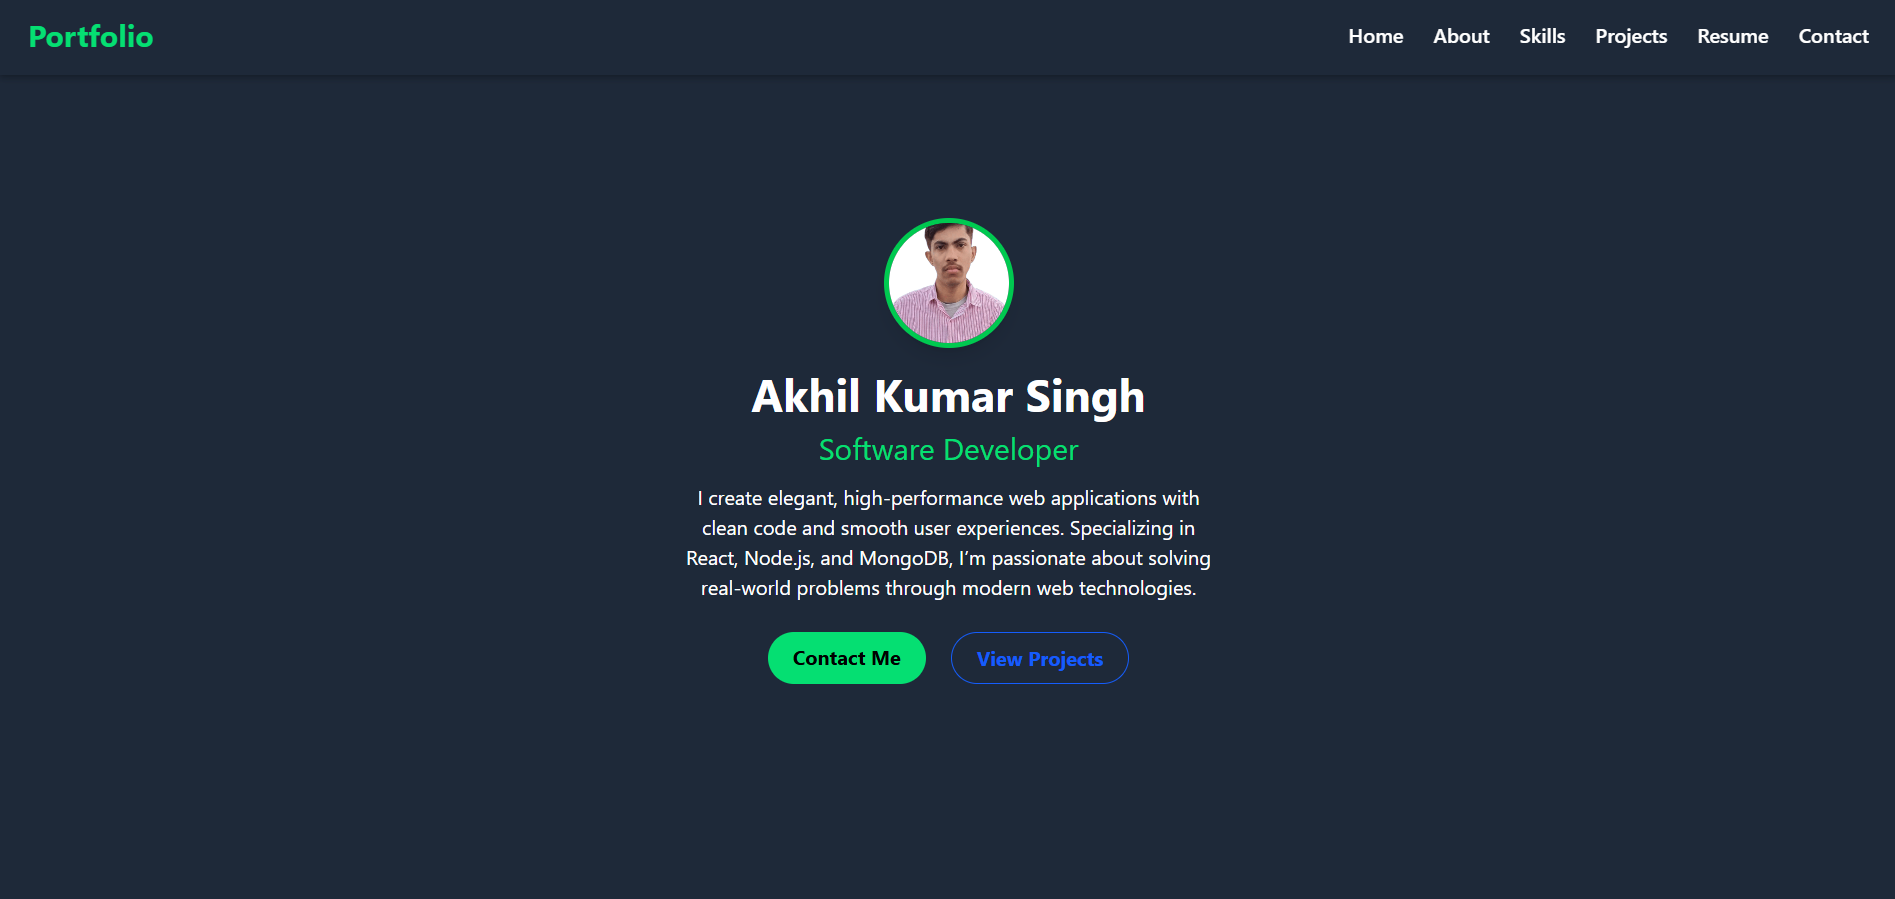 Portfolio
Home About Skills Projects Resume Contact
Akhil Kumar Singh
Software Developer
I create elegant, high-performance web applications with
clean code and smooth user experiences. Specializing in
React, Node.js, and MongoDB, I’m passionate about solving
real-world problems through modern web technologies.
Contact Me View Projects